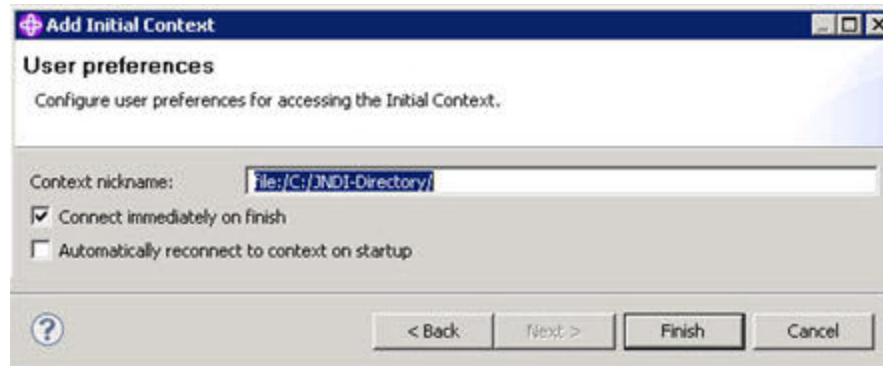 Add Initial Context
User preferences
Configure user preferences for accessing the Initial Context.
Context nickname: file:/C:/JNDI-Directory/
Connect immediately on finish
Automatically reconnect to context on startup
? < Back Next > Finish Cancel